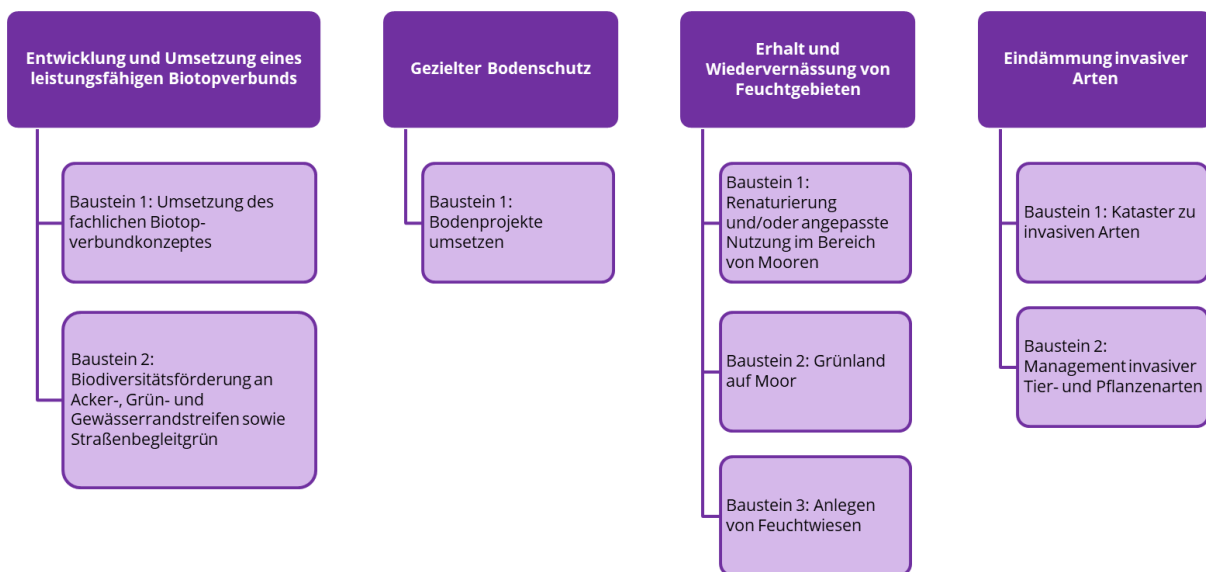 Entwicklung und Umsetzung eines
leistungsfähigen Biotopverbunds
Baustein 1: Umsetzung des
fachlichen Biotop-
verbundkonzeptes
Baustein 2:
Biodiversitätsförderung an
Acker-, Grün- und
Gewässerrandstreifen sowie
Straßenbegleitgrün
Gezielter Bodenschutz
Baustein 1:
Bodenprojekte
umsetzen
Erhalt und
Wiedervernässung von
Feuchtgebieten
Baustein 1:
Renaturierung
und/oder angepasste
Nutzung im Bereich
von Mooren
Baustein 2: Grünland
auf Moor
Baustein 3: Anlegen
von Feuchtwiesen
Eindämmung invasiver
Arten
Baustein 1: Kataster zu
invasiven Arten
Baustein 2:
Management invasiver
Tier- und Pflanzenarten